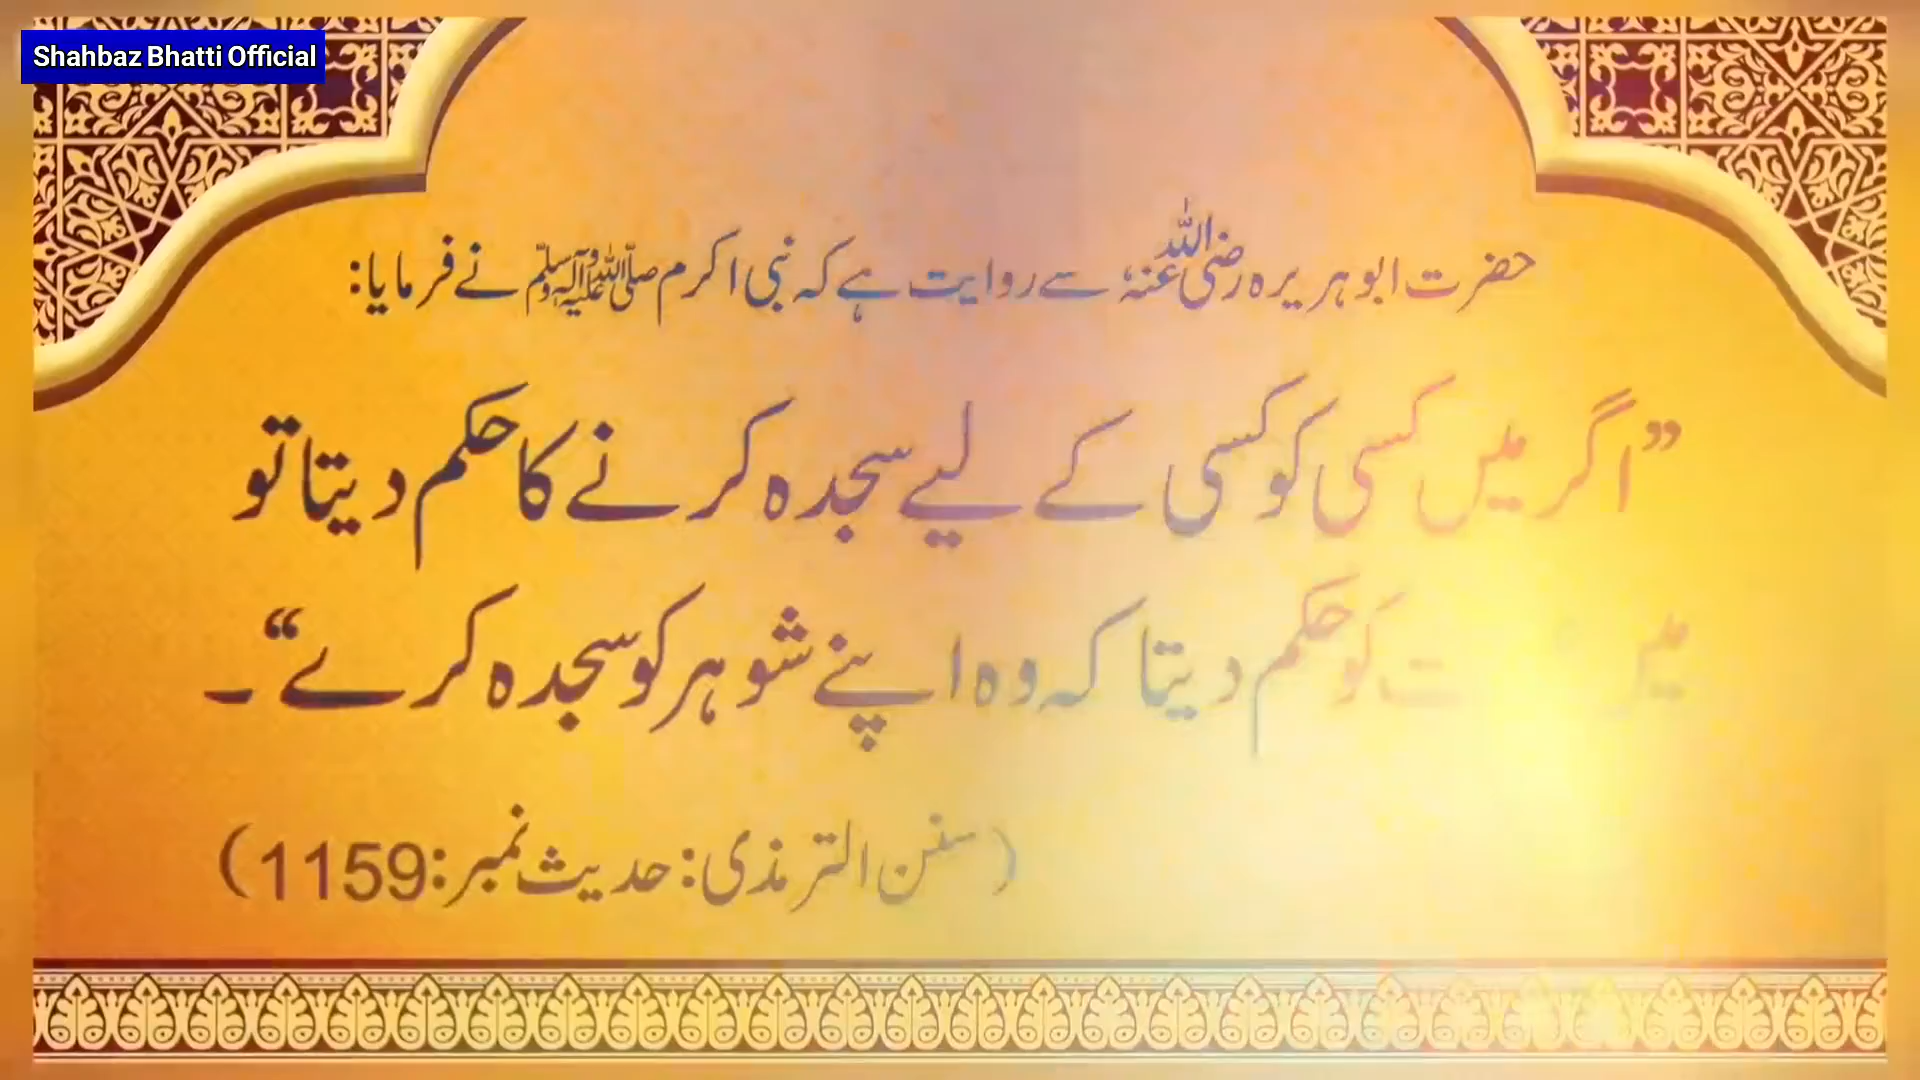 Shahbaz Bhatti Official
حضرت ابو ہریرہ رضی اللہ عنہ سے روایت ہے کہ نبی اکرم صلی اللہ علیہ وآلہ وسلم نے فرمایا:
”اگر میں کسی کو کسی کے لیے سجدہ کرنے کا حکم دیتا تو
میں کو حکم دیتا کہ وہ اپنے شوہر کو سجدہ کرے“۔
(سنن الترمذی: حدیث نمبر:1159)